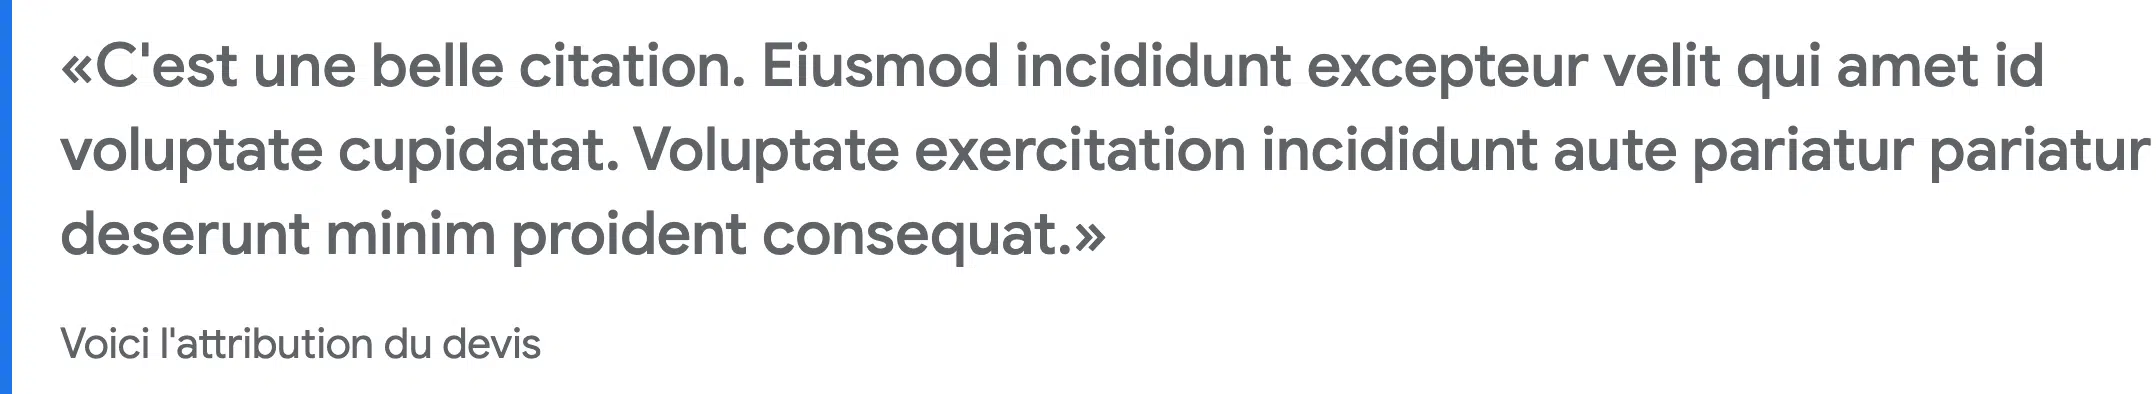 «C'est une belle citation. Eiusmod incididunt excepteur velit qui amet id
voluptate cupidatat. Voluptate exercitation incididunt aute pariatur pariatur
deserunt minim proident consequat.»
Voici l'attribution du devis